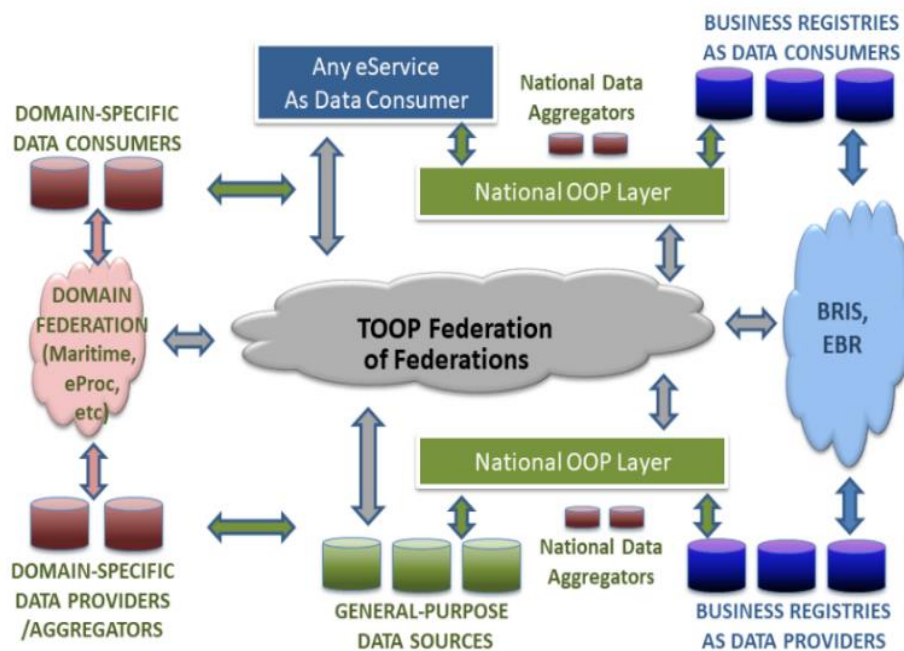 BUSINESS REGISTRIES
AS DATA CONSUMERS
Any eService
As Data Consumer
National Data
Aggregators
DOMAIN-SPECIFIC
DATA CONSUMERS
National OOP Layer
DOMAIN
FEDERATION
(Maritime,
eProc,
etc)
TOOP Federation
of Federations
BRIS,
EBR
National OOP Layer
National Data
Aggregators
DOMAIN-SPECIFIC
DATA PROVIDERS
/AGGREGATORS
GENERAL-PURPOSE
DATA SOURCES
BUSINESS REGISTRIES
AS DATA PROVIDERS